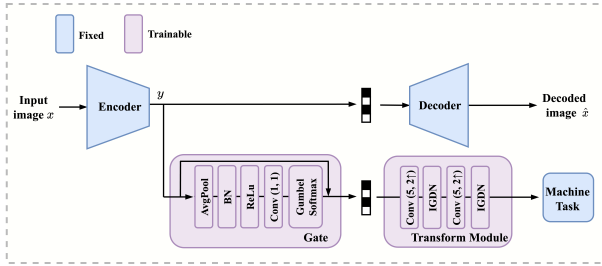 Fixed
Trainable
Input
image x
Encoder
y
Decoder
Decoded
image x̂
AvgPool
BN
ReLu
Conv (1, 1)
Gumbel
Softmax
Gate
Conv (5, 2↑)
IGDN
Conv (5, 2↑)
IGDN
Transform Module
Machine
Task